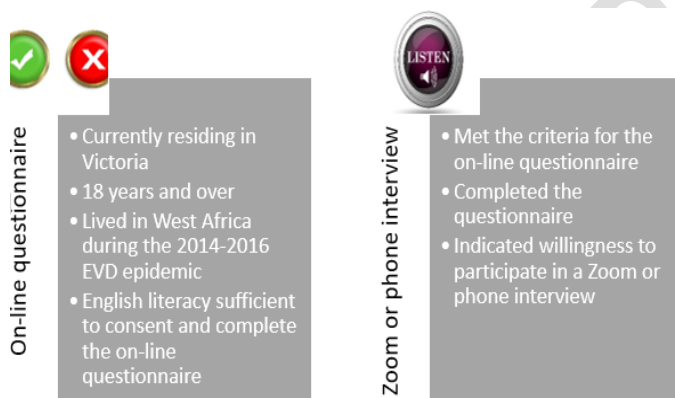 On-line questionnaire
• Currently residing in
Victoria
• 18 years and over
• Lived in West Africa
during the 2014-2016
EVD epidemic
• English literacy sufficient
to consent and complete
the on-line
questionnaire
LISTEN
Zoom or phone interview
• Met the criteria for the
on-line questionnaire
• Completed the
questionnaire
• Indicated willingness to
participate in a Zoom or
phone interview